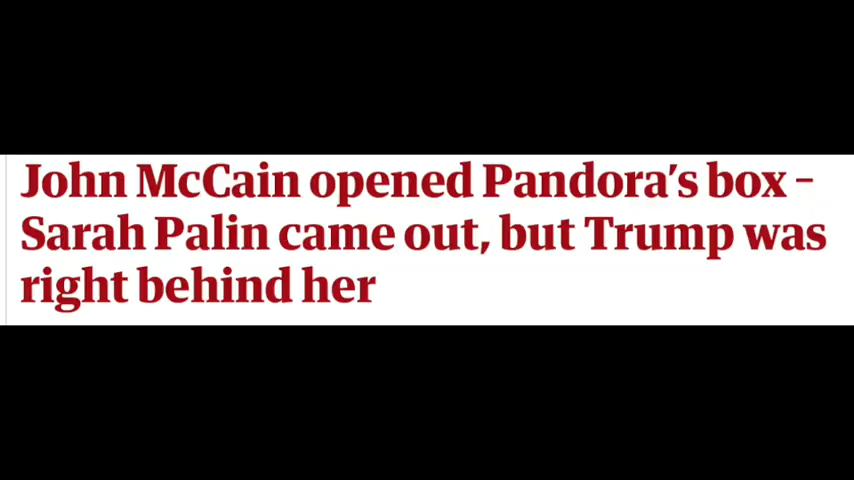 John McCain opened Pandora’s box –
Sarah Palin came out, but Trump was
right behind her